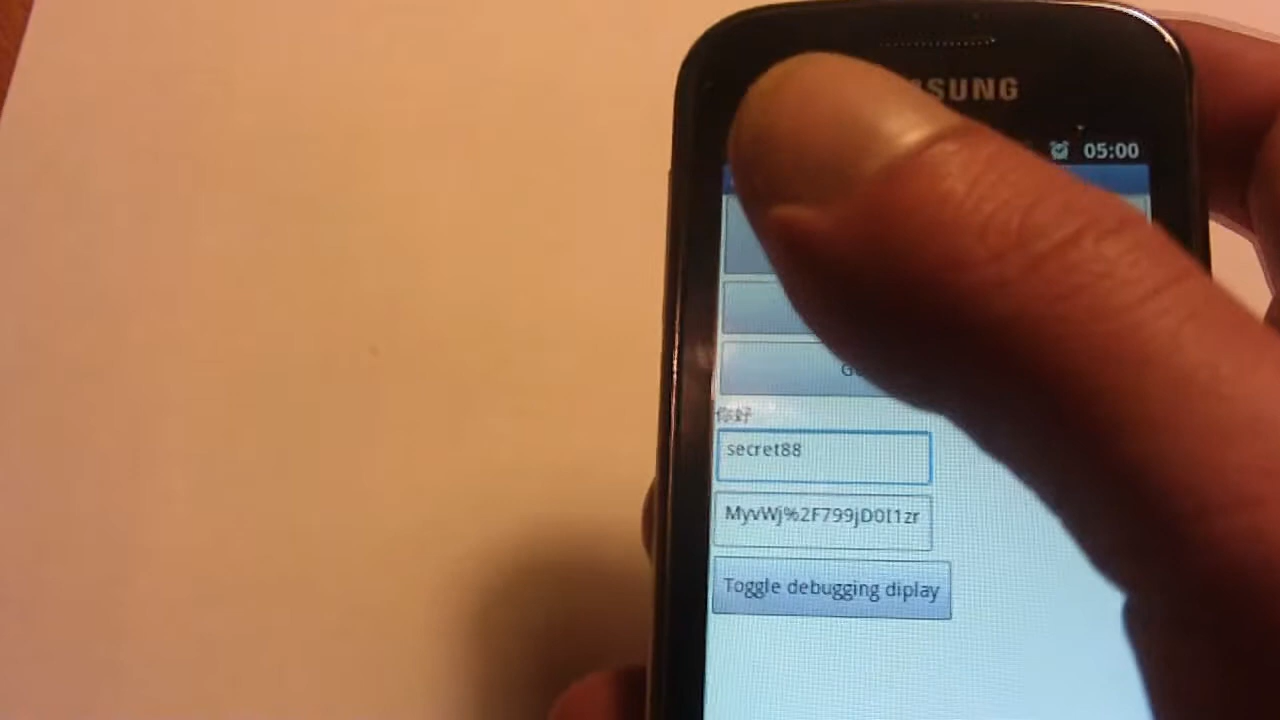 SUNG
05:00
你好
secret88
MyvWj%2F799jD0I1zr
Toggle debugging diplay